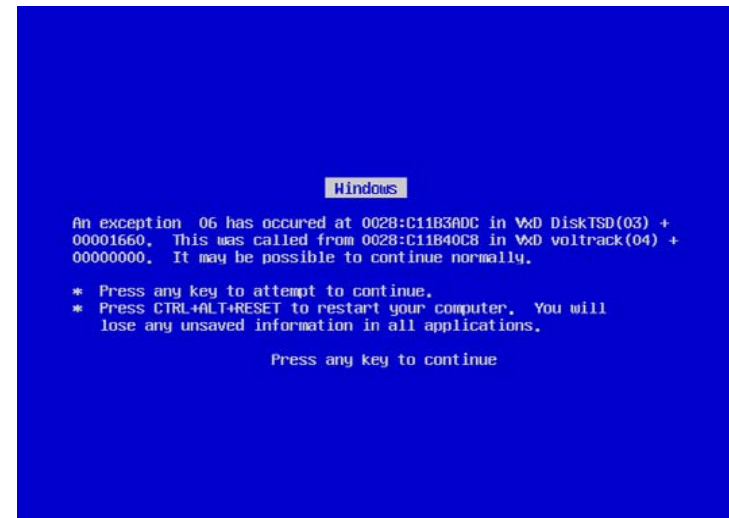 Windows
An exception 06 has occured at 0028:C11B3ADC in VxD DiskTSD(03) +
00001660. This was called from 0028:C11B40C8 in VxD voltrack(04) +
00000000. It may be possible to continue normally.
* Press any key to attempt to continue.
* Press CTRL+ALT+RESET to restart your computer. You will
lose any unsaved information in all applications.
Press any key to continue